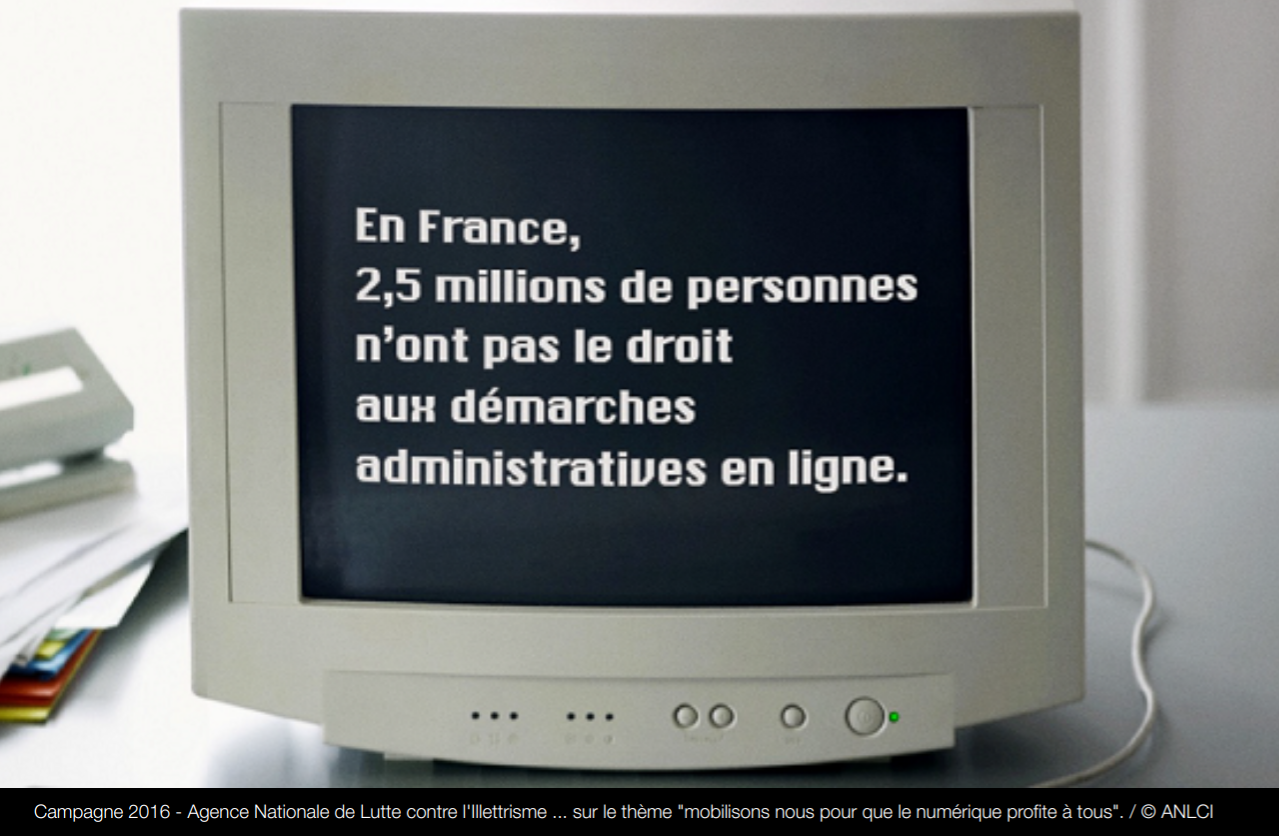 En France,
2,5 millions de personnes
n'ont pas le droit
aux démarches
administratives en ligne.
Campagne 2016 - Agence Nationale de Lutte contre l'Illettrisme ... sur le thème "mobilisons nous pour que le numérique profite à tous". / © ANLCI